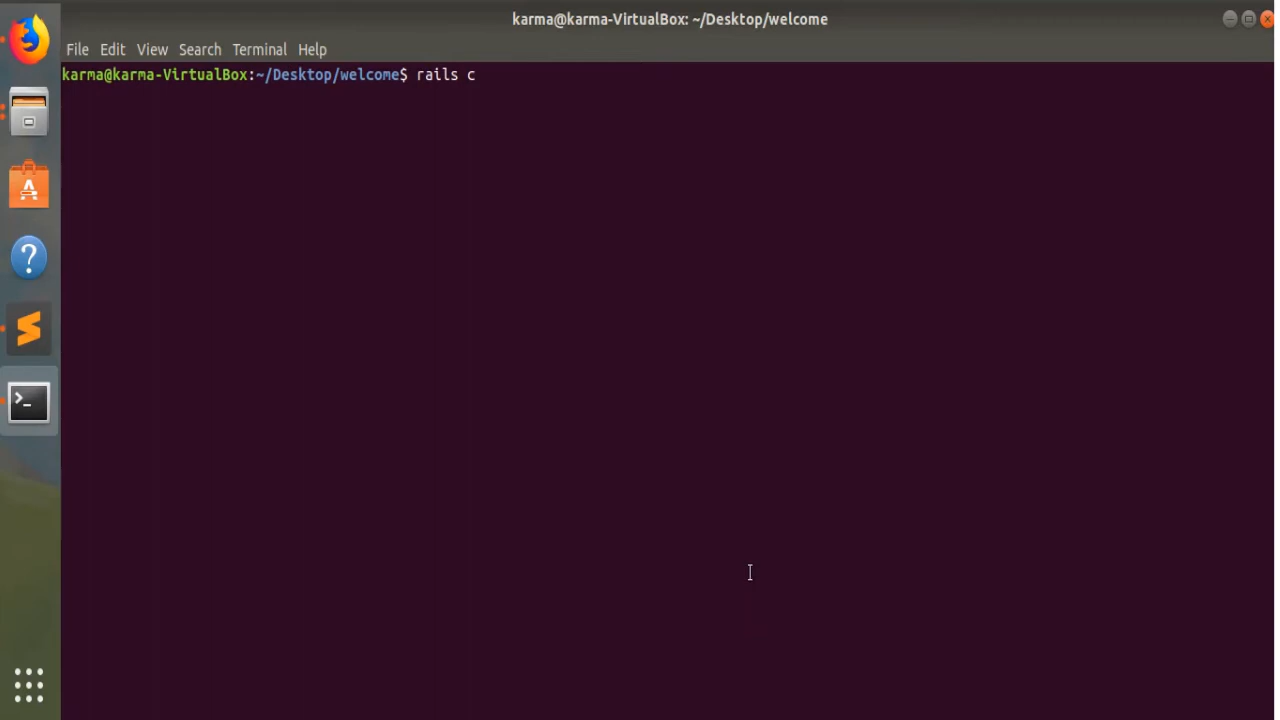 karma@karma-VirtualBox: ~/Desktop/welcome
File Edit View Search Terminal Help
karma@karma-VirtualBox:~/Desktop/welcome$ rails c